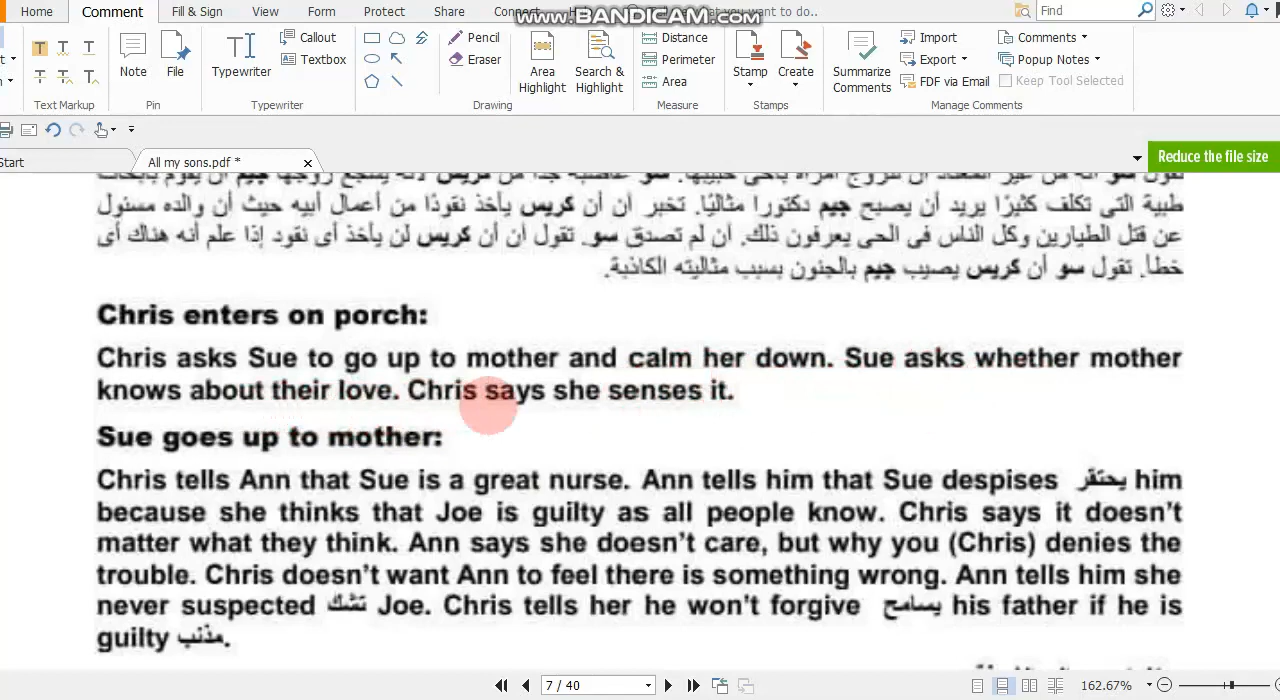 Home Comment Fill & Sign View Form Protect Share
www.BANDICAM.com
Find
Note File Typewriter Callout Textbox Pencil Eraser Area Highlight Search & Highlight Distance Perimeter Area Stamp Create Summarize Comments Import Export FDF via Email Comments Popup Notes Keep Tool Selected
Text Markup Pin Typewriter Drawing Measure Stamps Manage Comments
Start All my sons.pdf * Reduce the file size
طبية التى تكلف كثيرًا يريد أن يصبح جيم دكتورا مثاليًا. تخبر أن أن كريس يأخذ نقودًا من أعمال أبيه حيث أن والده مسئول
عن قتل الطيارين وكل الناس فى الحى يعرفون ذلك. أن لم تصدق سو. تقول أن أن كريس لن يأخذ أى نقود إذا علم أنه هناك أى
خطأ. تقول سو أن كريس يصيب جيم بالجنون بسبب مثاليته الكاذبة.
Chris enters on porch:
Chris asks Sue to go up to mother and calm her down. Sue asks whether mother
knows about their love. Chris says she senses it.
Sue goes up to mother:
Chris tells Ann that Sue is a great nurse. Ann tells him that Sue despises يحتقر him
because she thinks that Joe is guilty as all people know. Chris says it doesn't
matter what they think. Ann says she doesn't care, but why you (Chris) denies the
trouble. Chris doesn't want Ann to feel there is something wrong. Ann tells him she
never suspected تشك Joe. Chris tells her he won't forgive يسامح his father if he is
guilty مذنب.
7 / 40 162.67%